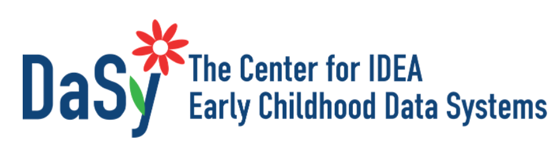 DaSy
The Center for IDEA
Early Childhood Data Systems